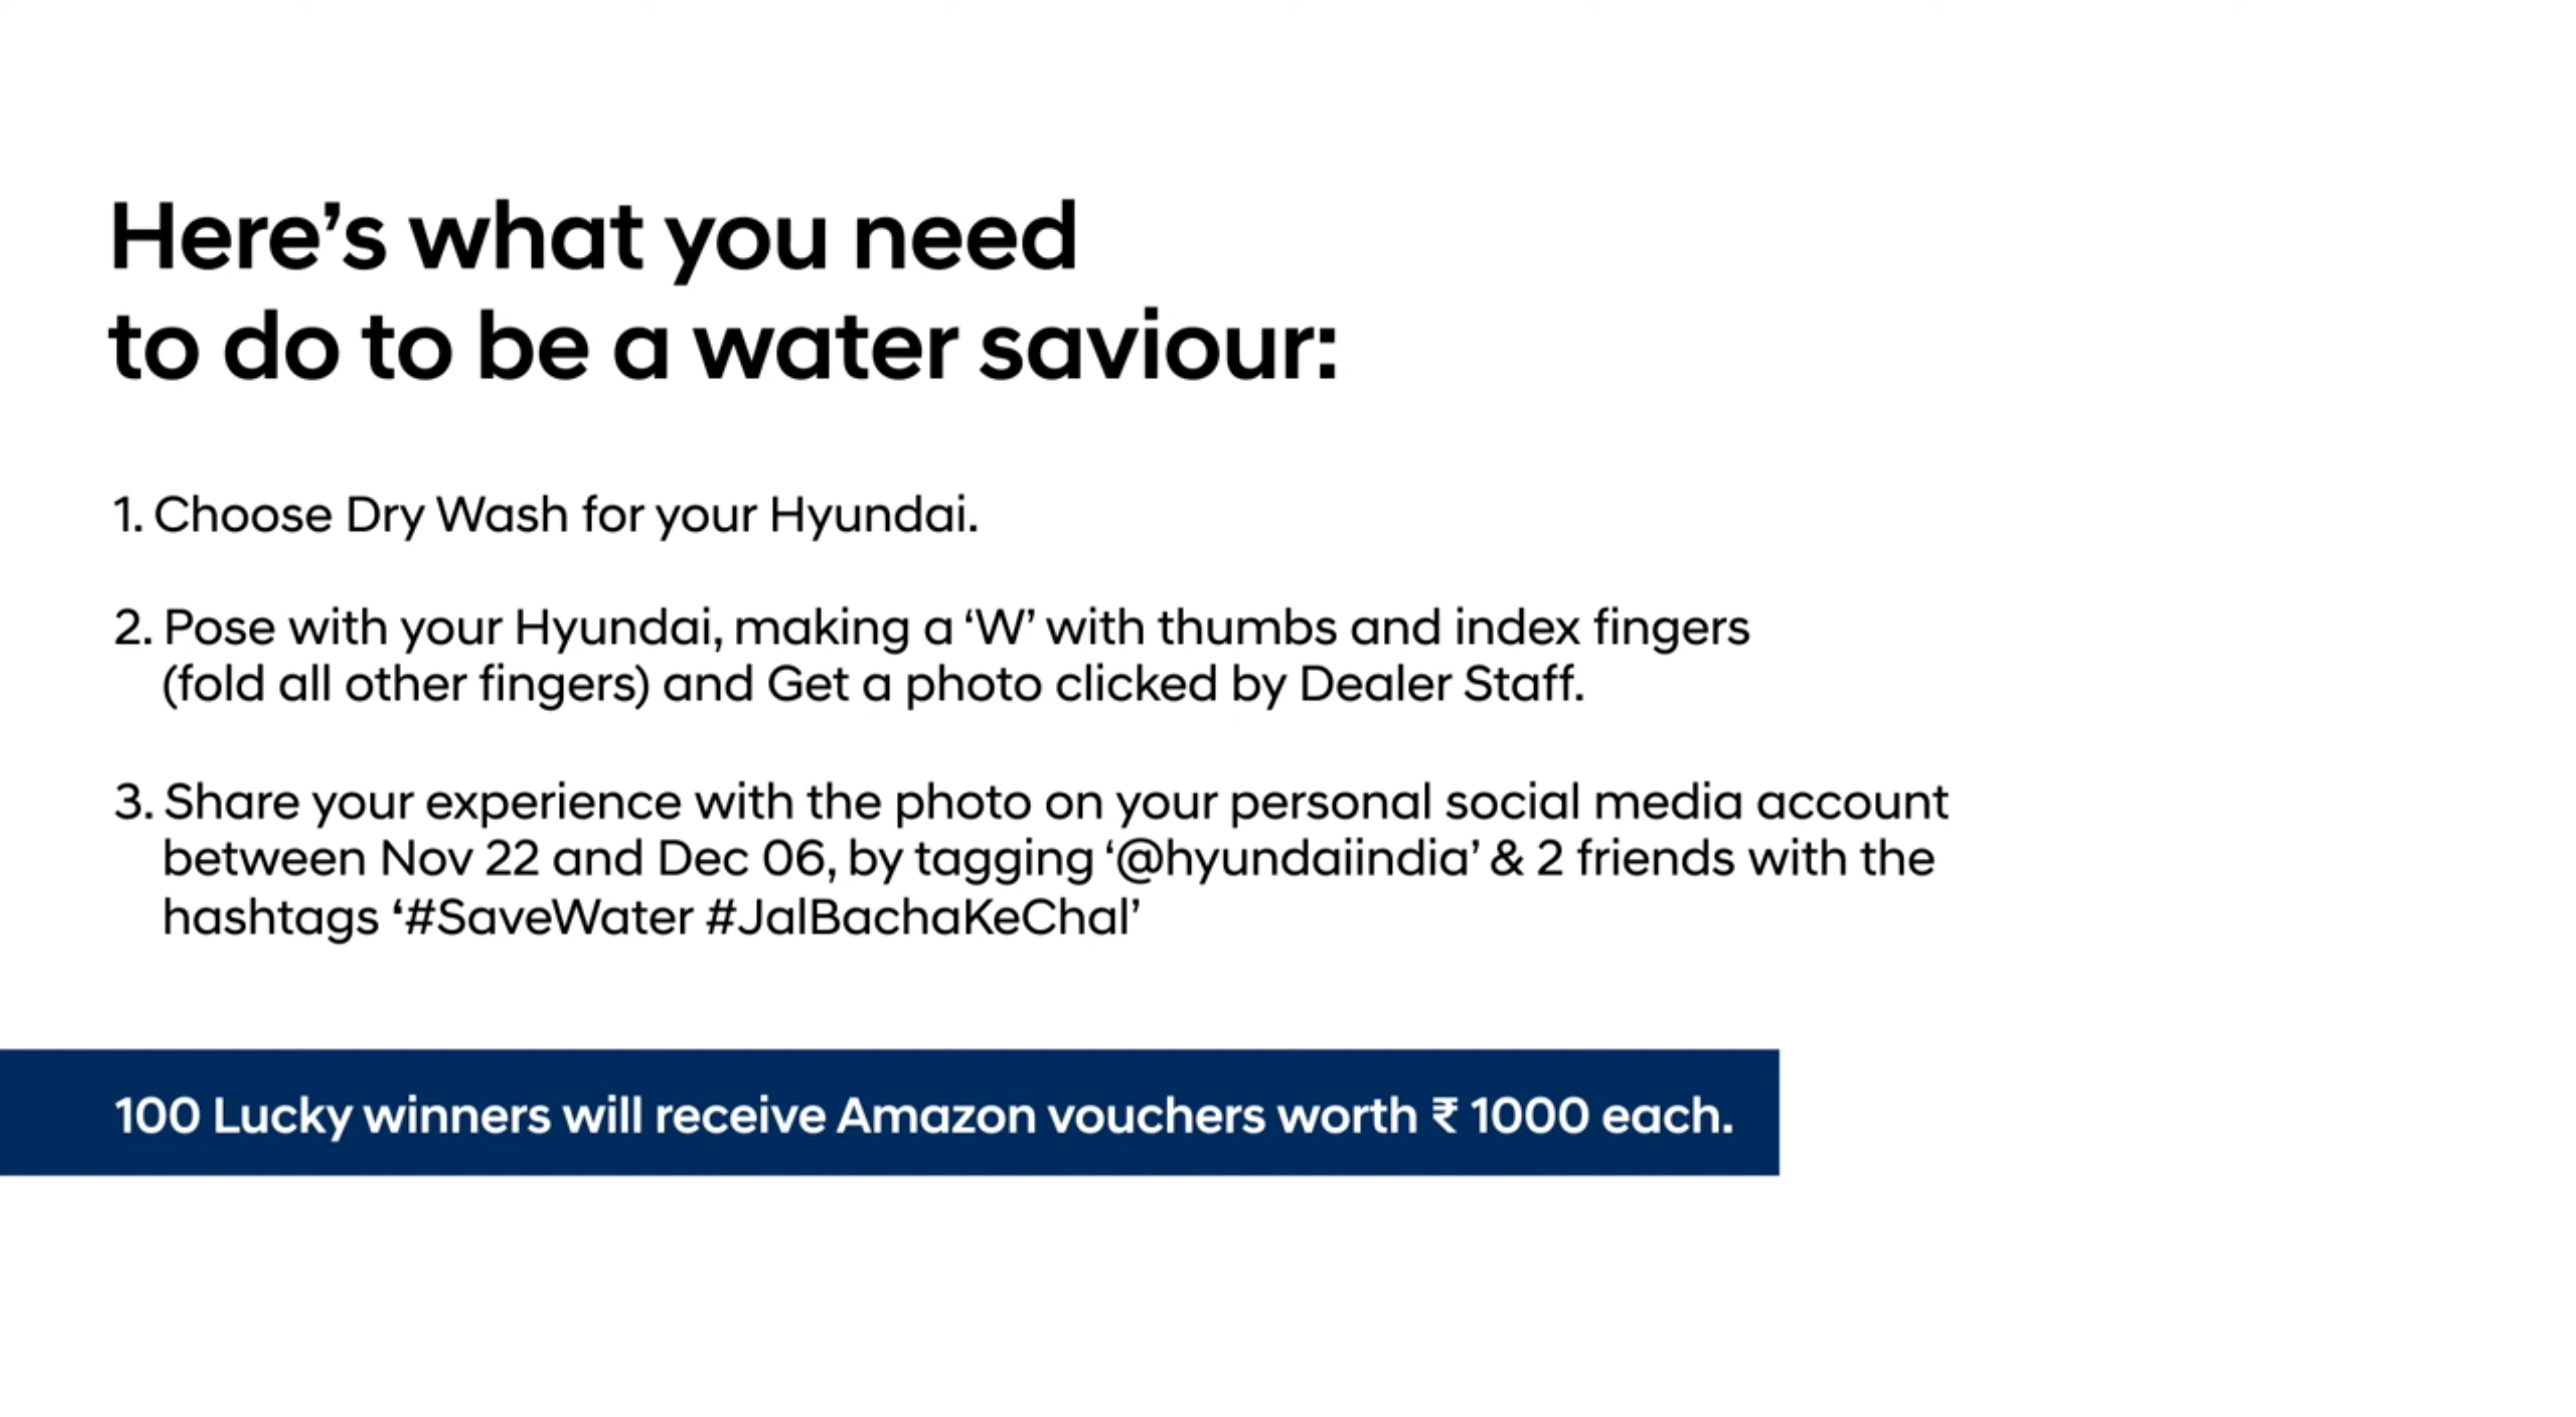 Here’s what you need
to do to be a water saviour:
1. Choose Dry Wash for your Hyundai.
2. Pose with your Hyundai, making a ‘W’ with thumbs and index fingers
(fold all other fingers) and Get a photo clicked by Dealer Staff.
3. Share your experience with the photo on your personal social media account
between Nov 22 and Dec 06, by tagging ‘@hyundaiindia’ & 2 friends with the
hashtags ‘#SaveWater #JalBachaKeChal’
100 Lucky winners will receive Amazon vouchers worth ₹ 1000 each.